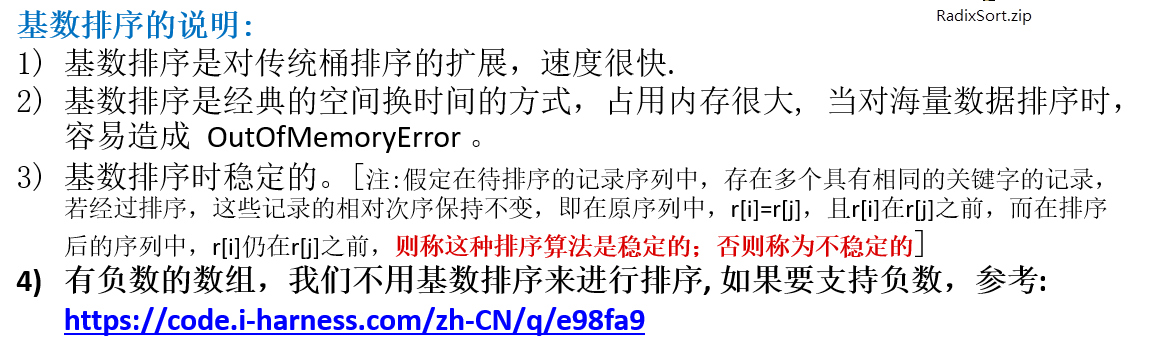 RadixSort.zip
基数排序的说明:
1) 基数排序是对传统桶排序的扩展，速度很快.
2) 基数排序是经典的空间换时间的方式，占用内存很大, 当对海量数据排序时，
容易造成 OutOfMemoryError 。
3) 基数排序时稳定的。[注:假定在待排序的记录序列中，存在多个具有相同的关键字的记录，
若经过排序，这些记录的相对次序保持不变，即在原序列中，r[i]=r[j]，且r[i]在r[j]之前，而在排序
后的序列中，r[i]仍在r[j]之前，则称这种排序算法是稳定的；否则称为不稳定的]
4) 有负数的数组，我们不用基数排序来进行排序, 如果要支持负数，参考:
https://code.i-harness.com/zh-CN/q/e98fa9